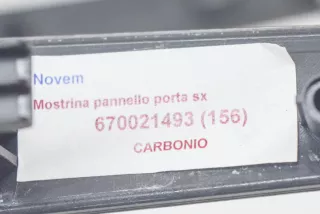 Novem
Mostrina pannello porta sx
670021493 (156)
CARBONIO